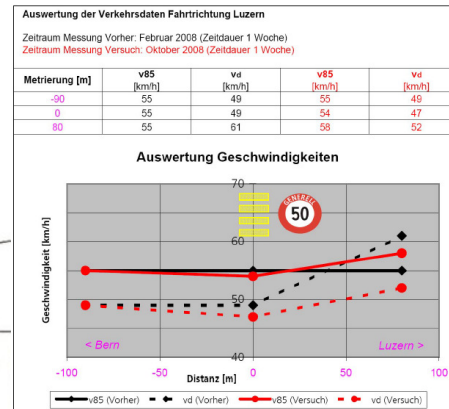 Auswertung der Verkehrsdaten Fahrtrichtung Luzern
Zeitraum Messung Vorher: Februar 2008 (Zeitdauer 1 Woche)
Zeitraum Messung Versuch: Oktober 2008 (Zeitdauer 1 Woche)
Metrierung [m] v85 [km/h] vd [km/h] v85 [km/h] vd [km/h]
-90 55 49 55 49
0 55 49 54 47
80 55 61 58 52
Auswertung Geschwindigkeiten
Geschwindigkeit [km/h]
70
60
50
40
GENERELL
50
< Bern
Luzern >
-100 -50 0 50 100
Distanz [m]
v85 (Vorher) vd (Vorher) v85 (Versuch) vd (Versuch)